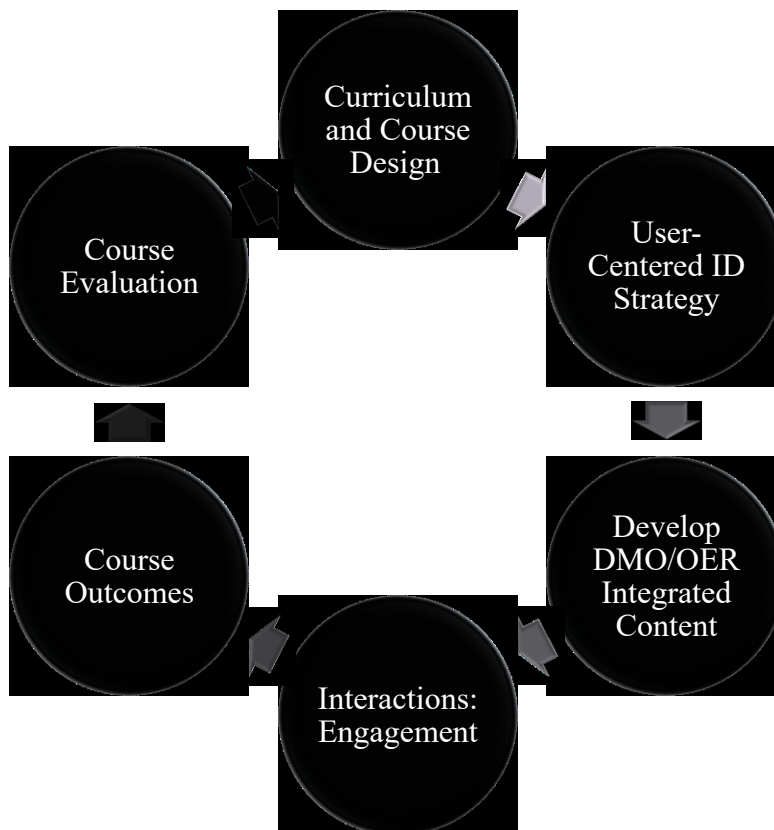 Curriculum
and Course
Design
User-
Centered ID
Strategy
Develop
DMO/OER
Integrated
Content
Interactions:
Engagement
Course
Outcomes
Course
Evaluation